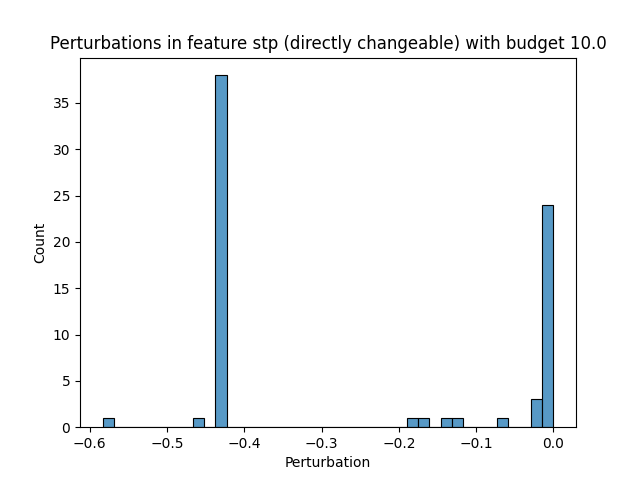 Perturbations in feature stp (directly changeable) with budget 10.0
35
30
25
20
15
10
5
0
Count
−0.6 −0.5 −0.4 −0.3 −0.2 −0.1 0.0
Perturbation